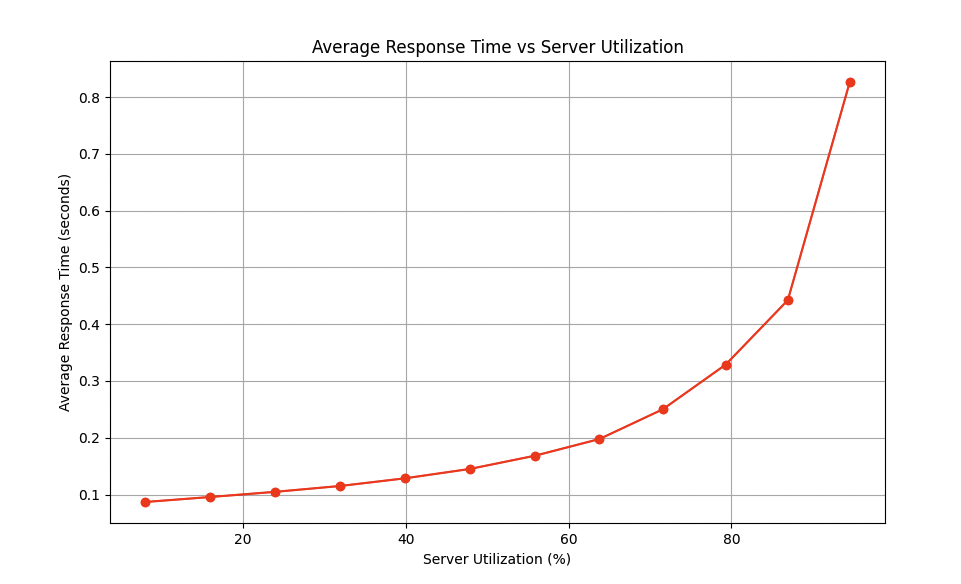 Average Response Time vs Server Utilization
Average Response Time (seconds)
0.8
0.7
0.6
0.5
0.4
0.3
0.2
0.1
20 40 60 80
Server Utilization (%)